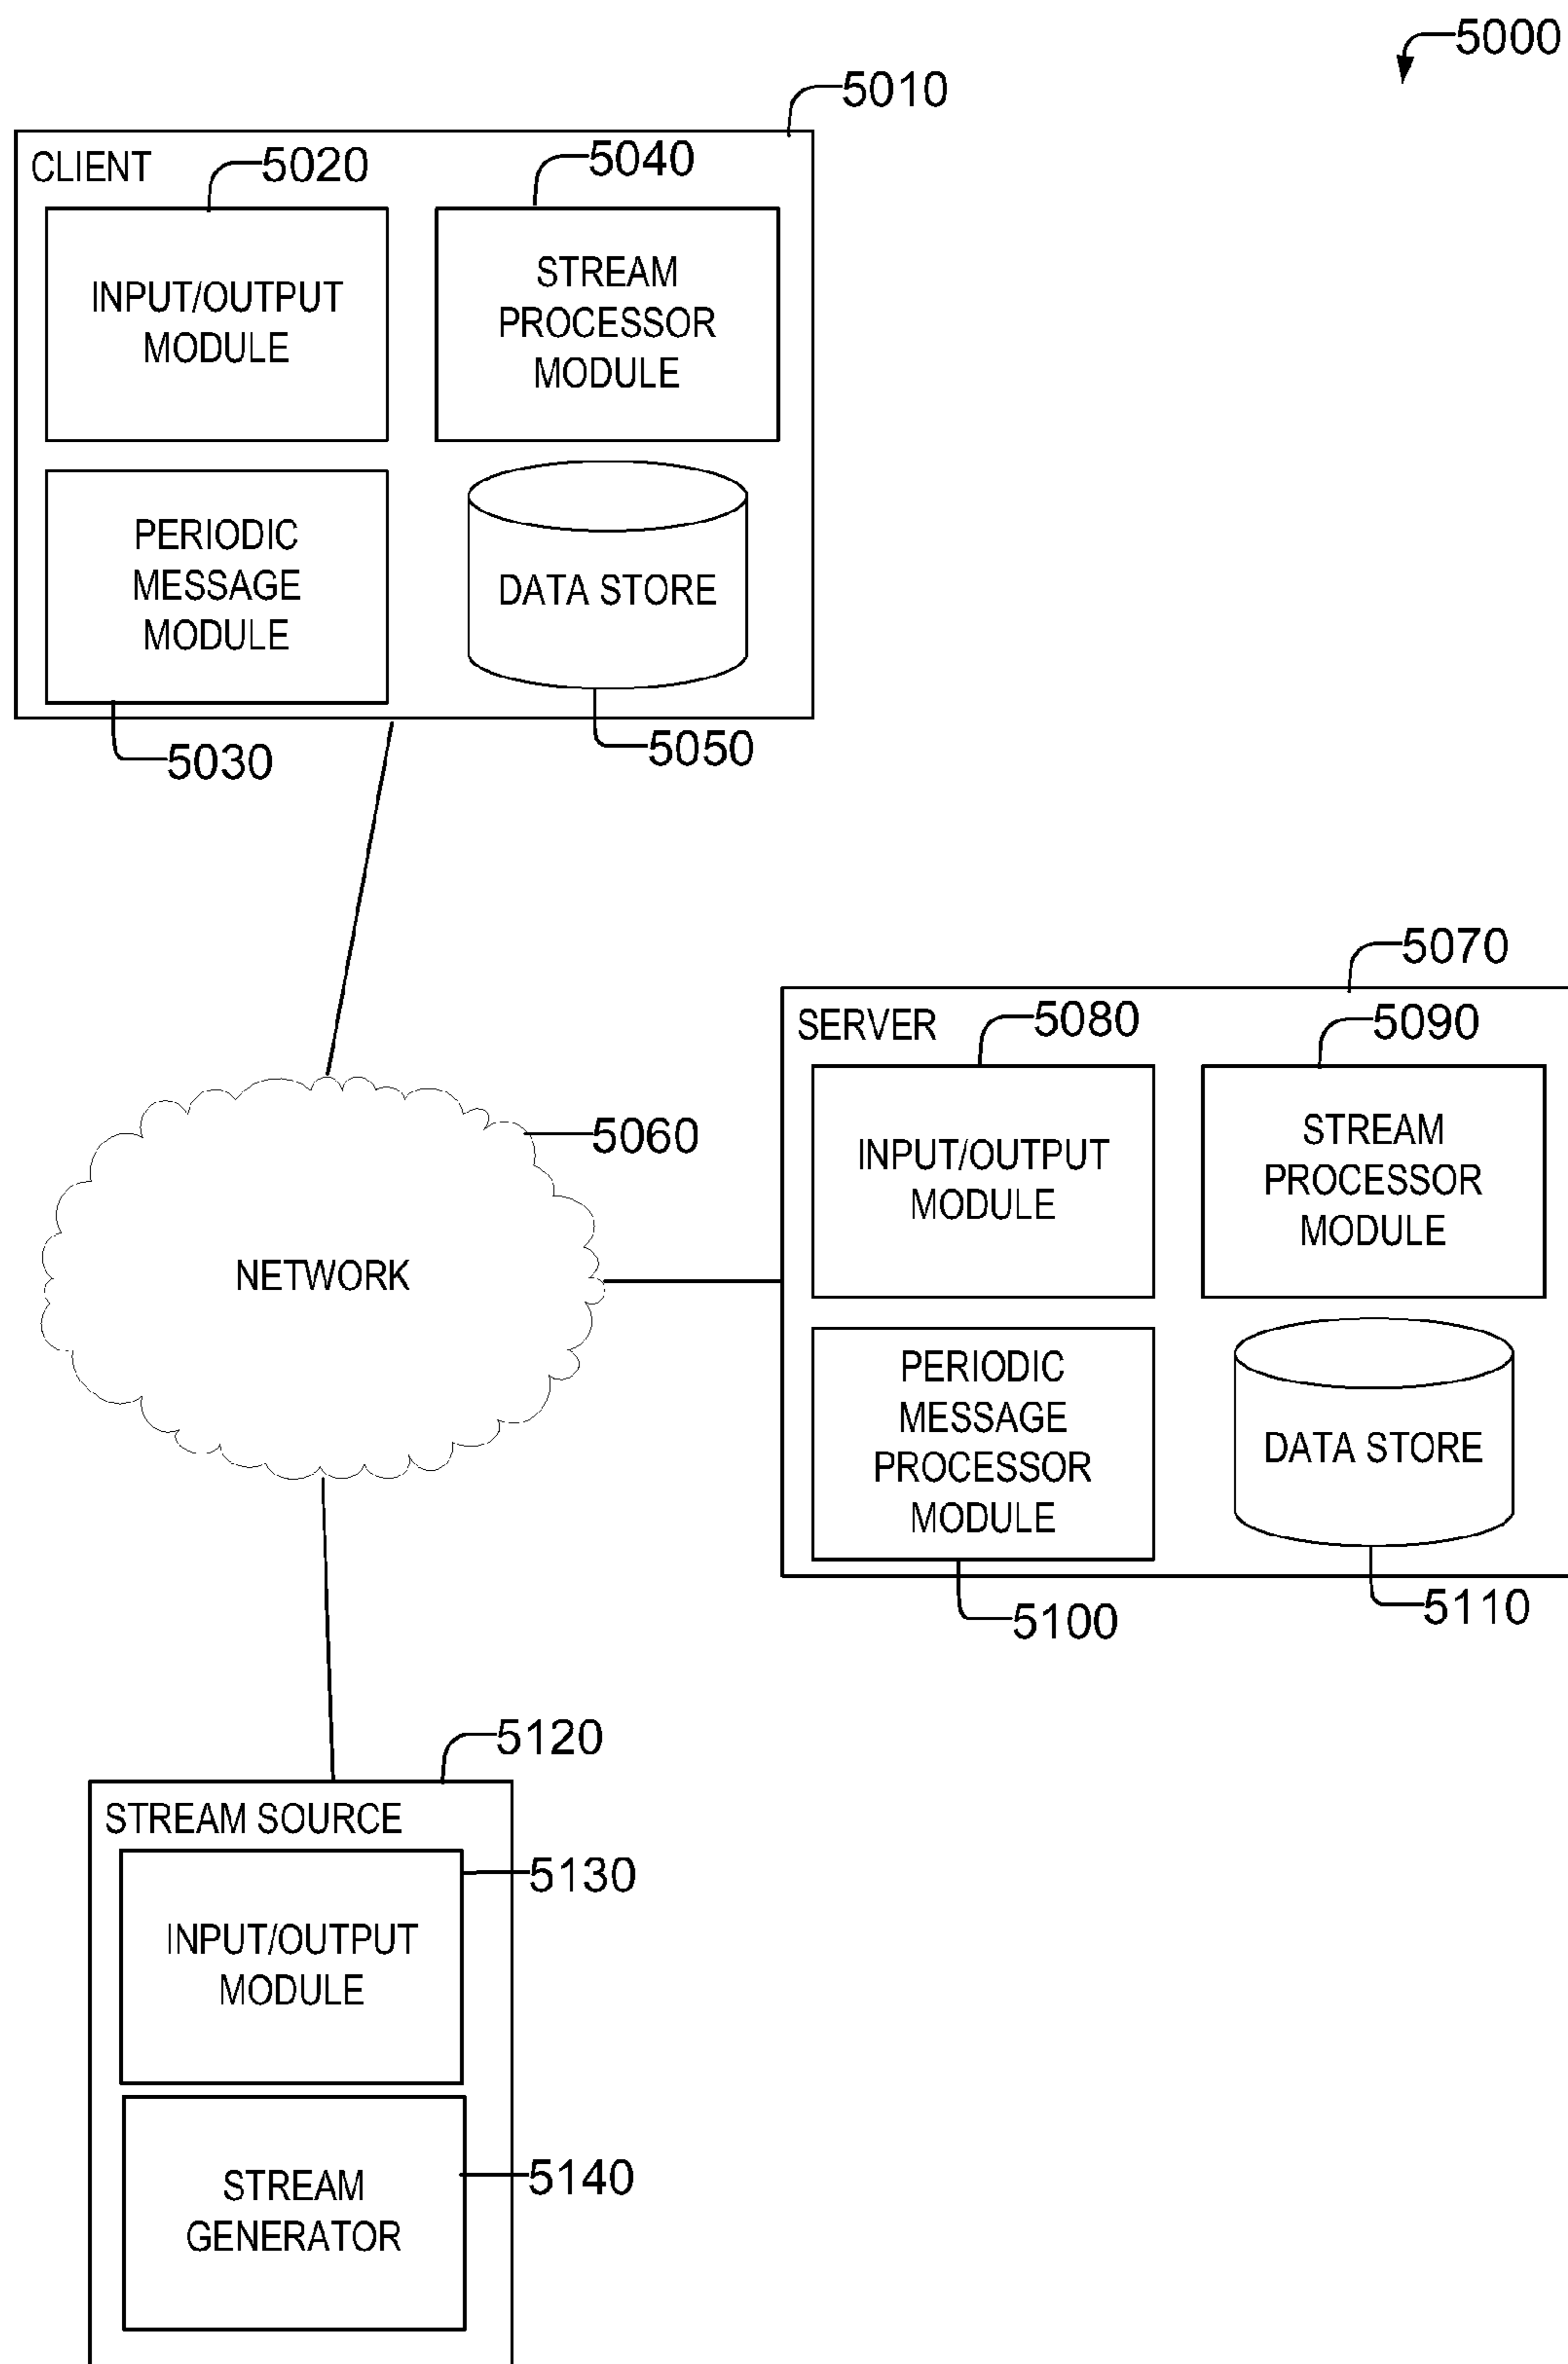 5000
5010
CLIENT
5020
5040
INPUT/OUTPUT
MODULE
STREAM
PROCESSOR
MODULE
PERIODIC
MESSAGE
MODULE
DATA STORE
5030
5050
5070
SERVER
5080
5090
5060
INPUT/OUTPUT
MODULE
STREAM
PROCESSOR
MODULE
NETWORK
PERIODIC
MESSAGE
PROCESSOR
MODULE
DATA STORE
5100
5110
5120
STREAM SOURCE
5130
INPUT/OUTPUT
MODULE
5140
STREAM
GENERATOR